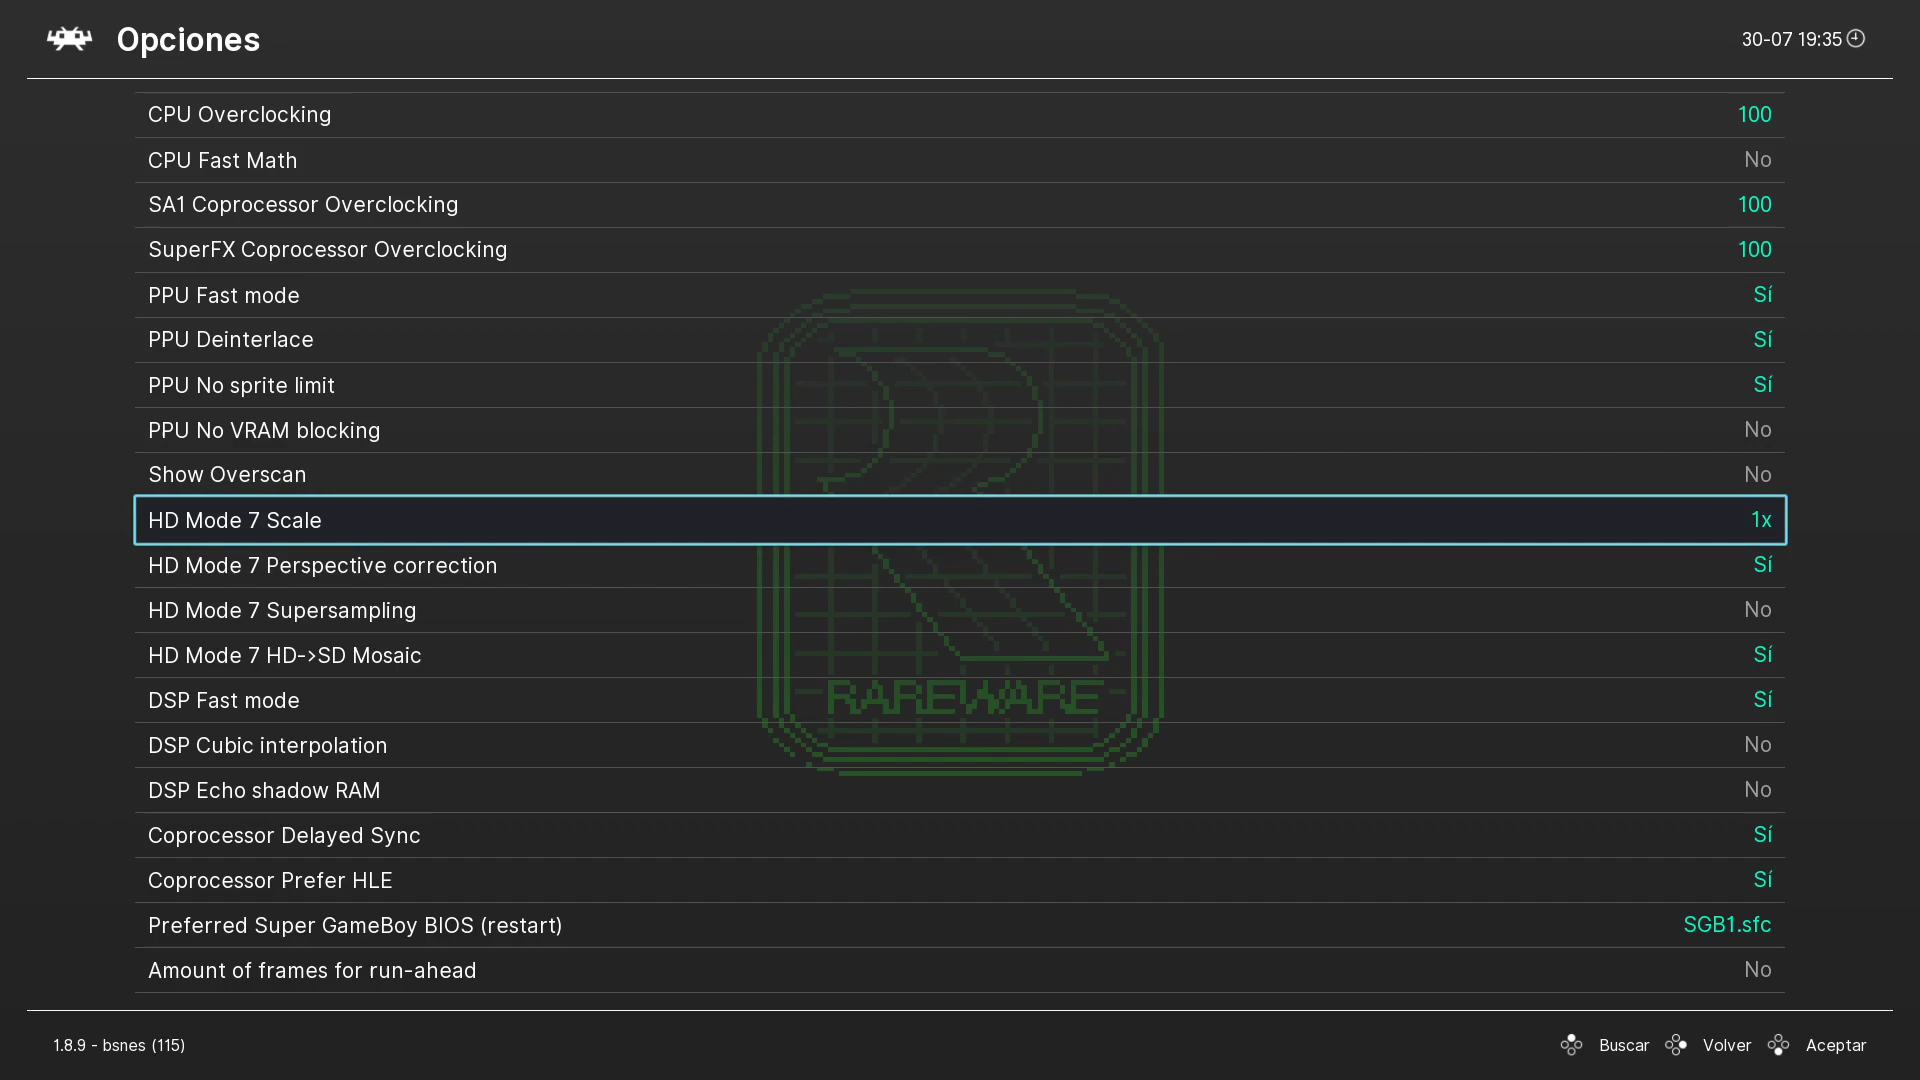 Opciones
30-07 19:35
CPU Overclocking 100
CPU Fast Math No
SA1 Coprocessor Overclocking 100
SuperFX Coprocessor Overclocking 100
PPU Fast mode Sí
PPU Deinterlace Sí
PPU No sprite limit Sí
PPU No VRAM blocking No
Show Overscan No
HD Mode 7 Scale 1x
HD Mode 7 Perspective correction Sí
HD Mode 7 Supersampling No
HD Mode 7 HD->SD Mosaic Sí
DSP Fast mode Sí
RAREWARE
DSP Cubic interpolation No
DSP Echo shadow RAM No
Coprocessor Delayed Sync Sí
Coprocessor Prefer HLE Sí
Preferred Super GameBoy BIOS (restart) SGB1.sfc
Amount of frames for run-ahead No
1.8.9 - bsnes (115)
Buscar Volver Aceptar